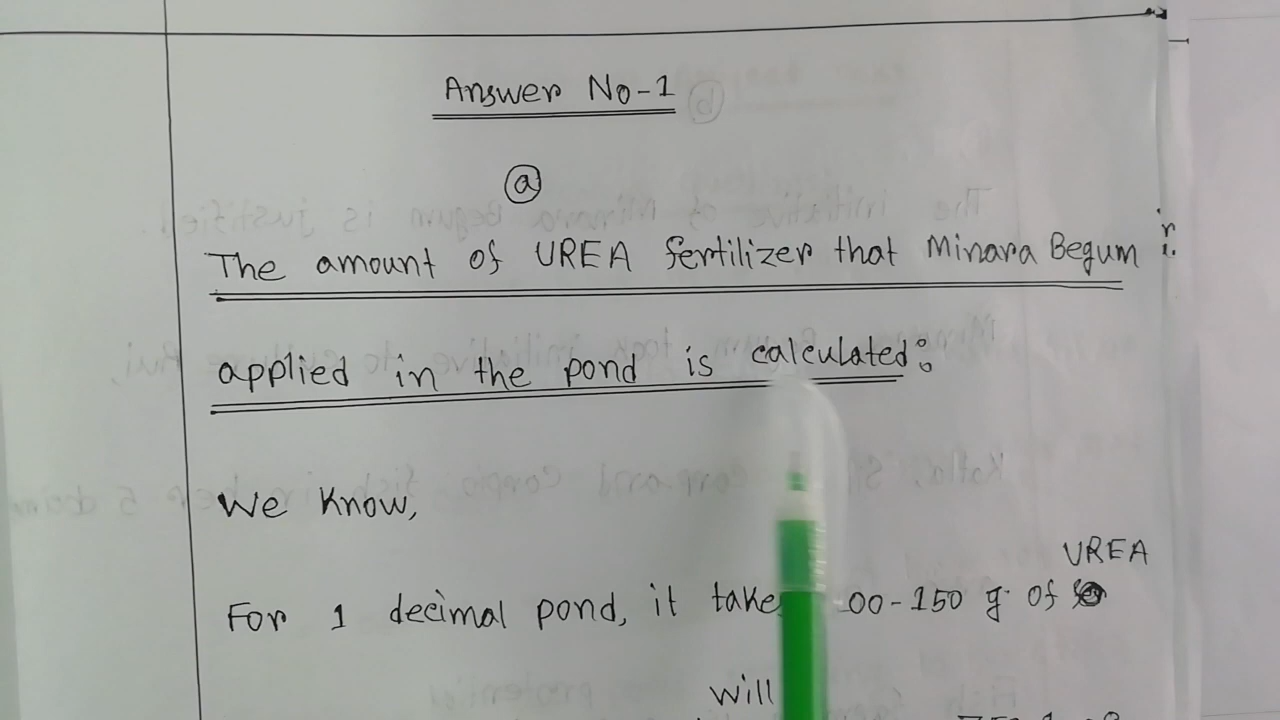 Answer No-1
a
The amount of UREA fertilizer that Minara Begum
applied in the pond is calculated:
We know,
UREA
For 1 decimal pond, it take 00-150 g. of
will